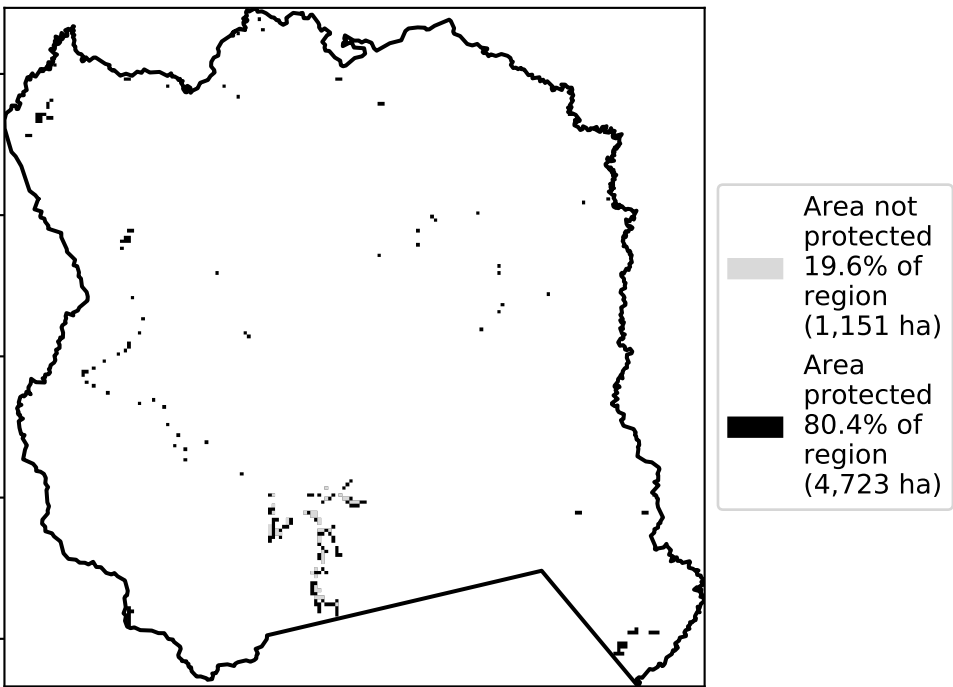 Area not
protected
19.6% of
region
(1,151 ha)
Area
protected
80.4% of
region
(4,723 ha)